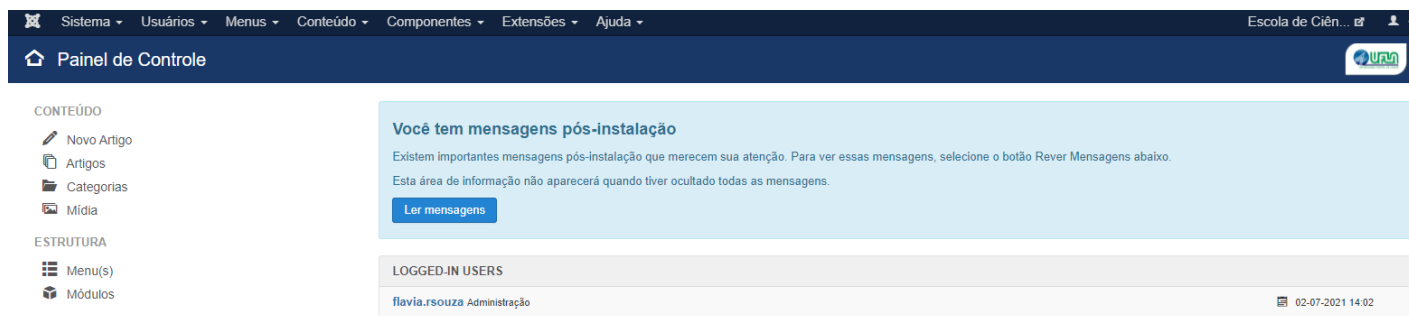 Sistema Usuários Menus Conteúdo Componentes Extensões Ajuda Escola de Ciên...
Painel de Controle
CONTEÚDO
Novo Artigo
Artigos
Categorias
Mídia
ESTRUTURA
Menu(s)
Módulos
Você tem mensagens pós-instalação
Existem importantes mensagens pós-instalação que merecem sua atenção. Para ver essas mensagens, selecione o botão Rever Mensagens abaixo.
Esta área de informação não aparecerá quando tiver ocultado todas as mensagens.
Ler mensagens
LOGGED-IN USERS
flavia.rsouza Administração 02-07-2021 14:02